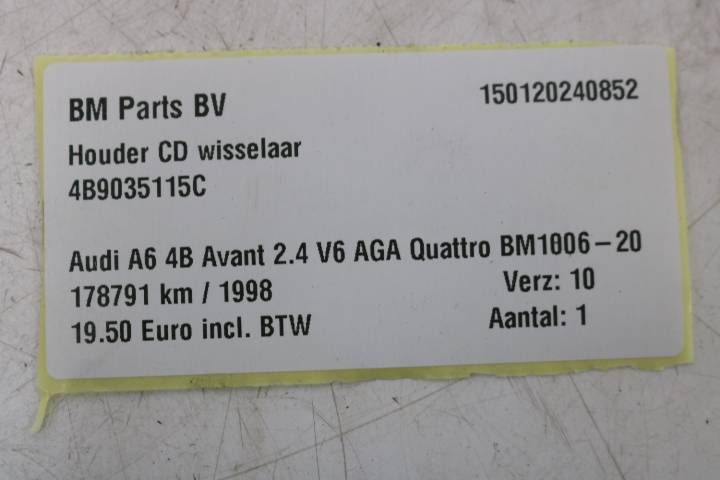 BM Parts BV 150120240852
Houder CD wisselaar
4B9035115C
Audi A6 4B Avant 2.4 V6 AGA Quattro BM1006-20
178791 km / 1998 Verz: 10
19.50 Euro incl. BTW Aantal: 1